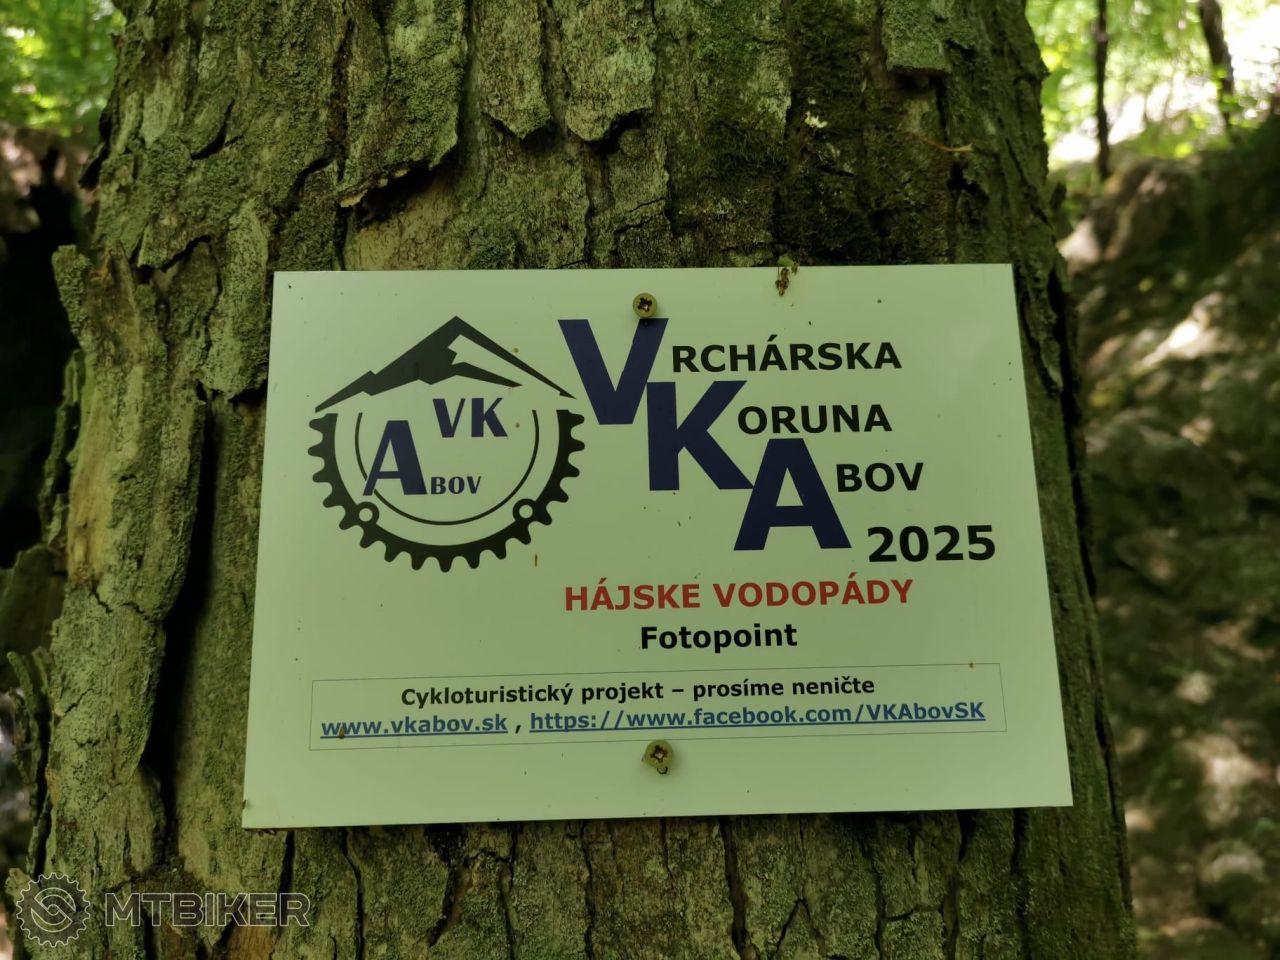 VK
ABOV
VRCHÁRSKA
KORUNA
ABOV
2025
HÁJSKE VODOPÁDY
Fotopoint
Cykloturistický projekt – prosíme neničte
www.vkabov.sk , https://www.facebook.com/VKAbovSK
MTBIKER